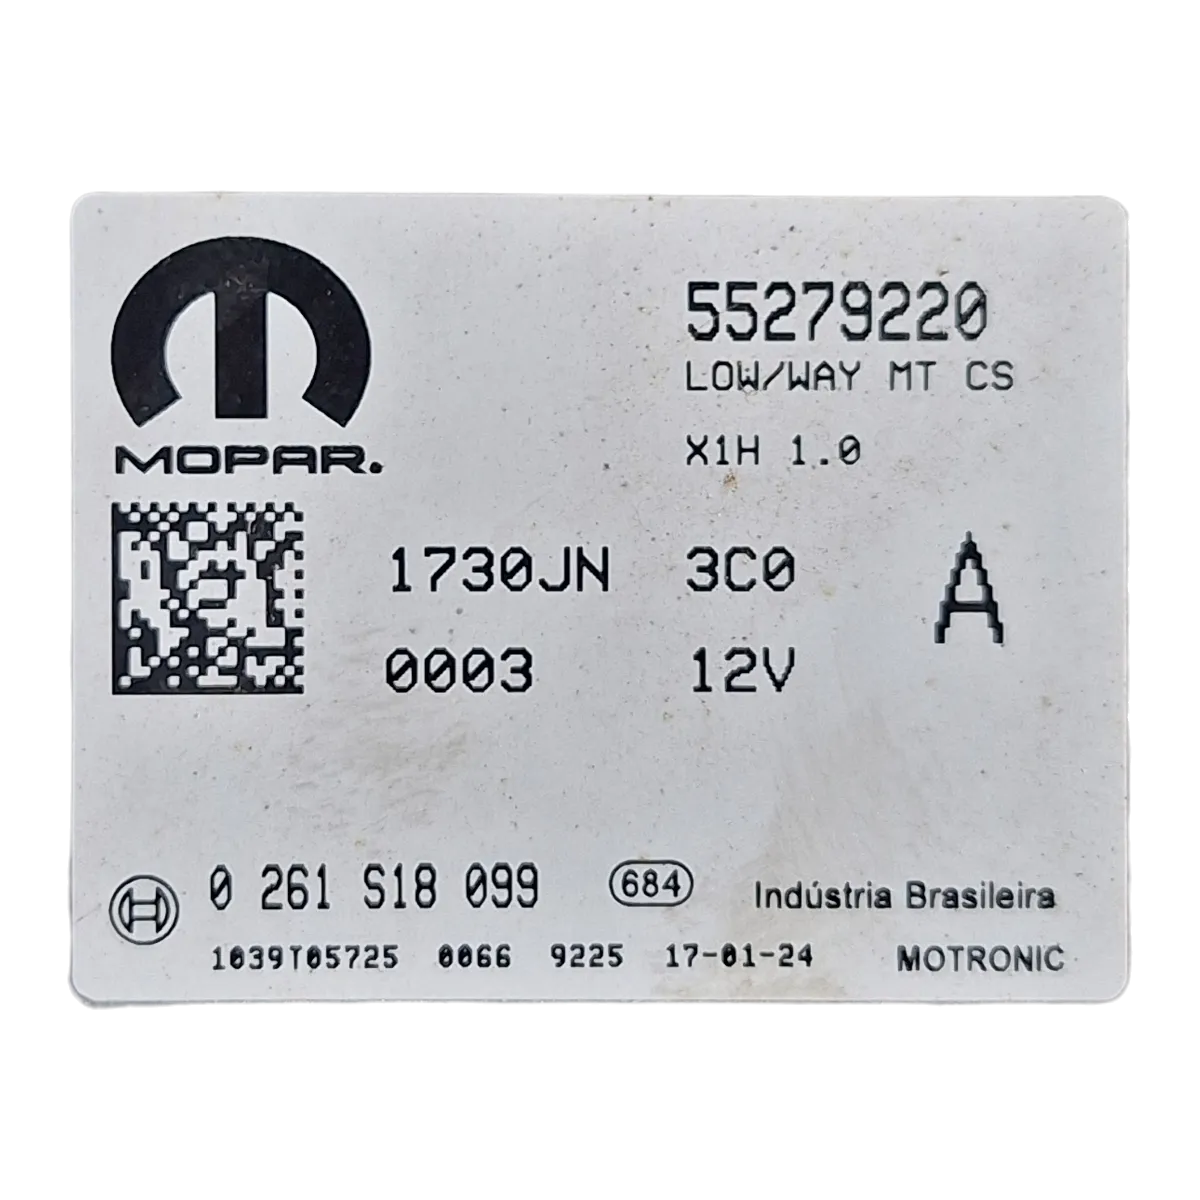 55279220
LOW/WAY MT CS
MOPAR.
X1H 1.0
1730JN 3C0 A
0003 12V
0 261 S18 099 684 Indústria Brasileira
1039T05725 0066 9225 17-01-24 MOTRONIC